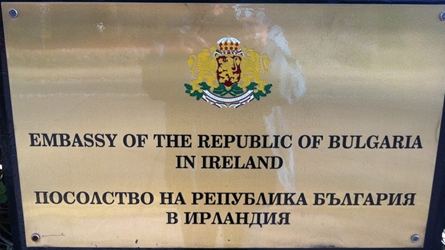 EMBASSY OF THE REPUBLIC OF BULGARIA
IN IRELAND
ПОСОЛСТВО НА РЕПУБЛИКА БЪЛГАРИЯ
В ИРЛАНДИЯ